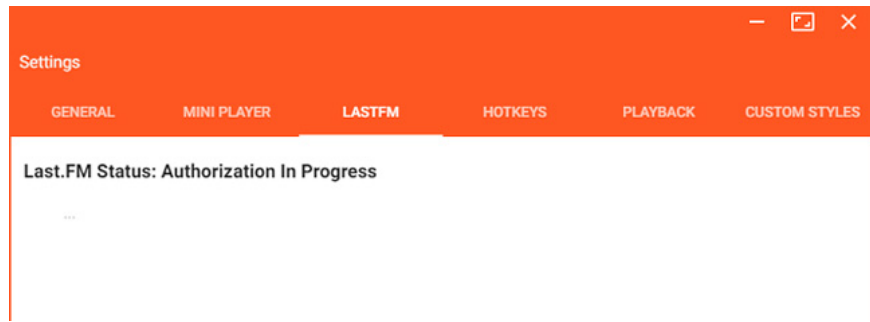 Settings
GENERAL MINI PLAYER LASTFM HOTKEYS PLAYBACK CUSTOM STYLES
Last.FM Status: Authorization In Progress
...